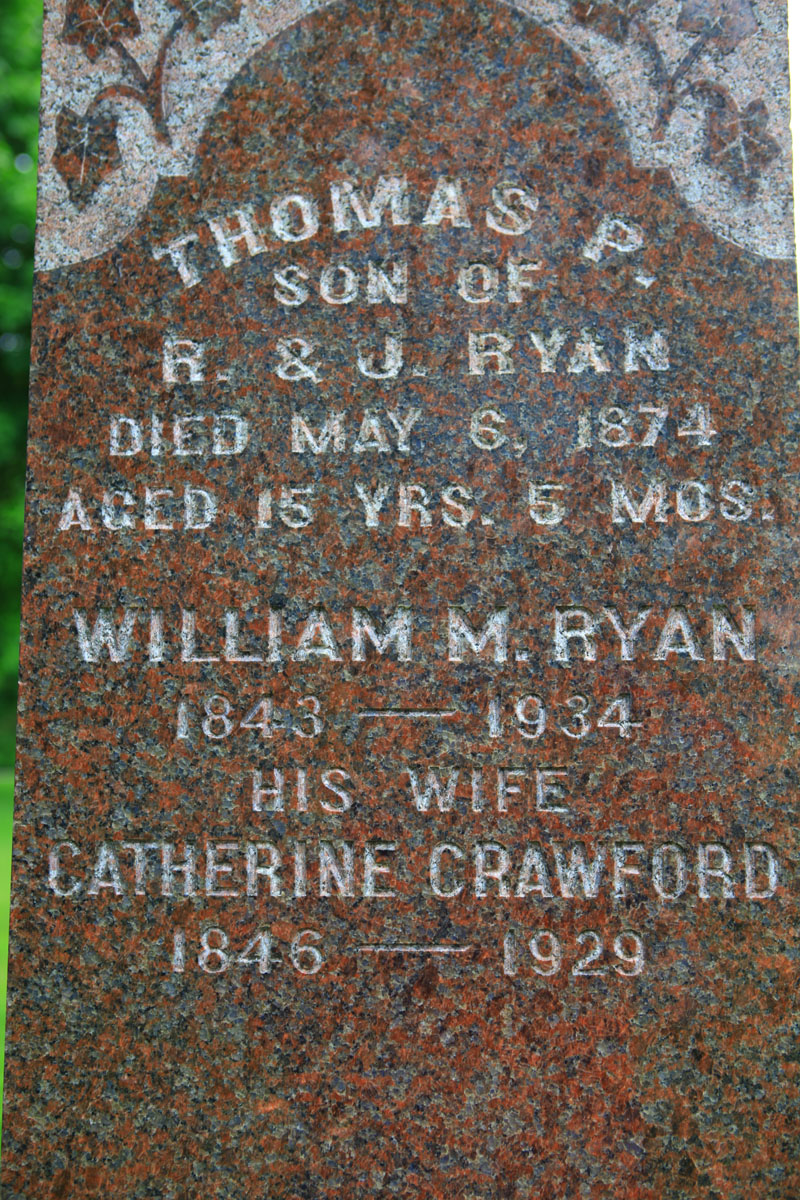 THOMAS P.
SON OF
R. & J. RYAN
DIED MAY 6, 1874
AGED 15 YRS. 5 MOS.
WILLIAM M. RYAN
1843 — 1934
HIS WIFE
CATHERINE CRAWFORD
1846 — 1929